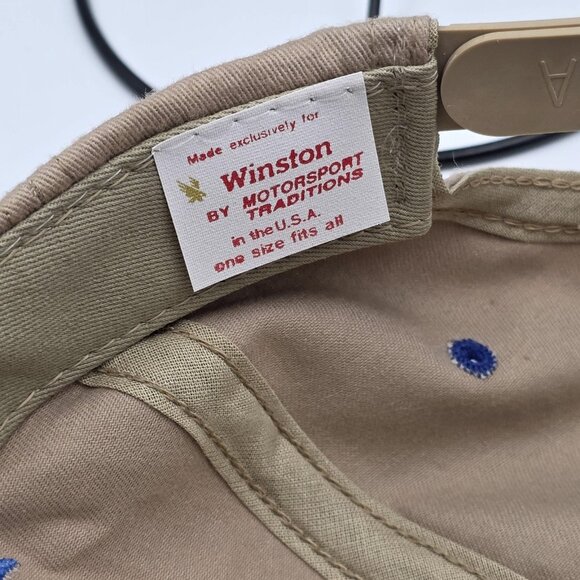 Made exclusively for
Winston
BY MOTORSPORT
TRADITIONS
in the U.S.A.
one size fits all
A